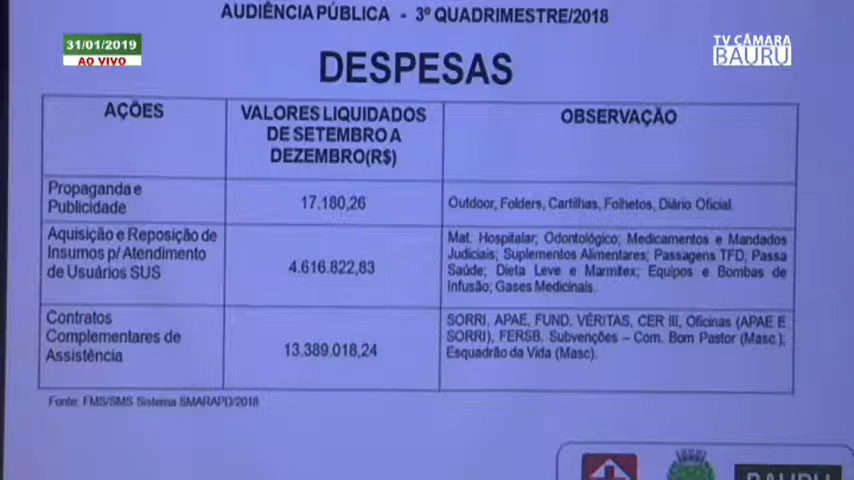 AUDIÊNCIA PÚBLICA - 3º QUADRIMESTRE/2018
31/01/2019
AO VIVO
TV CÂMARA
BAURU
DESPESAS
AÇÕES
VALORES LIQUIDADOS
DE SETEMBRO A
DEZEMBRO(R$)
OBSERVAÇÃO
Propaganda e
Publicidade
17.180,26
Outdoor, Folders, Cartilhas, Folhetos, Diário Oficial
Aquisição e Reposição de
Insumos p/ Atendimento
de Usuários SUS
4.616.822,83
Mat. Hospitalar, Odontológico; Medicamentos e Mandados
Judiciais; Suplementos Alimentares; Passagens TFD, Passa
Saúde; Dieta Leve e Marmitex; Equipos e Bombas de
Infusão; Gases Medicinais.
Contratos
Complementares de
Assistência
13.389.018,24
SORRI, APAE, FUND. VÉRITAS, CER III, Oficinas (APAE E
SORRI), FERSB. Subvenções – Com. Bom Pastor (Masc.);
Esquadrão da Vida (Masc).
Fonte: FMS/SMS Sistema SMARAPD/2018
BAURU